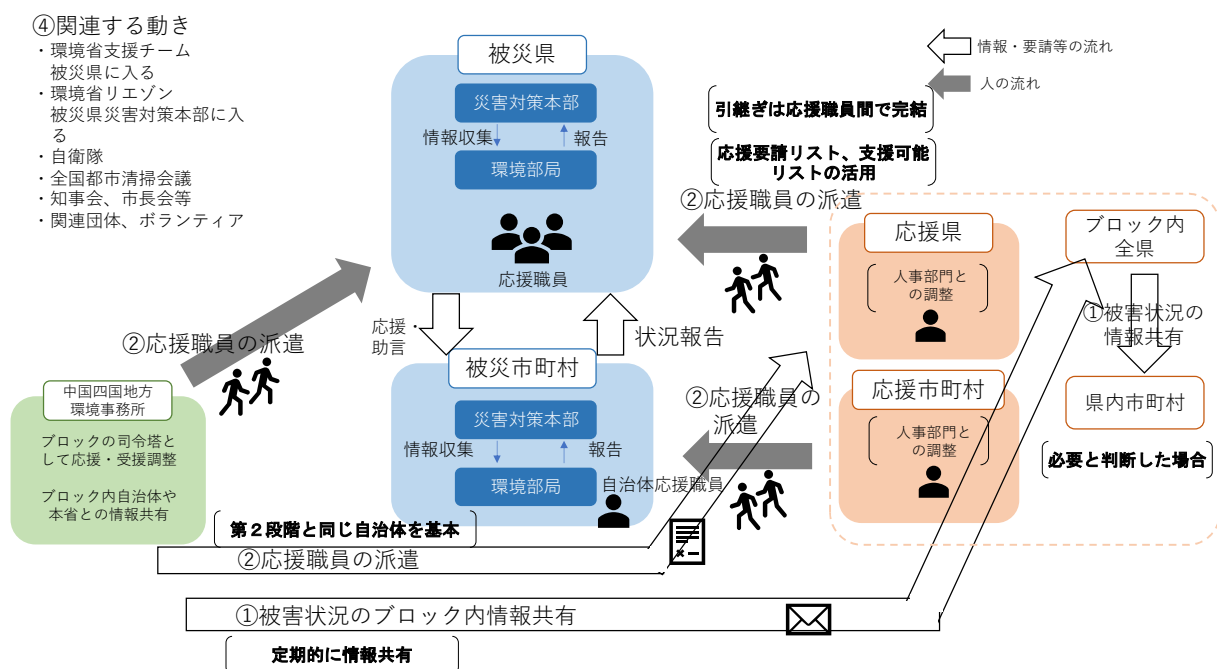 ④関連する動き
・環境省支援チーム
被災県に入る
・環境省リエゾン
被災県災害対策本部に入
る
・自衛隊
・全国都市清掃会議
・知事会、市長会等
・関連団体、ボランティア
被災県
災害対策本部
情報収集
報告
環境部局
応援職員
情報・要請等の流れ
人の流れ
引継ぎは応援職員間で完結
応援要請リスト、支援可能
リストの活用
②応援職員の派遣
応援県
人事部門と
の調整
ブロック内
全県
①被害状況の
情報共有
応援・
助言
状況報告
②応援職員の派遣
中国四国地方
環境事務所
ブロックの司令塔と
して応援・受援調整
ブロック内自治体や
本省との情報共有
被災市町村
災害対策本部
情報収集
報告
環境部局
自治体応援職員
②応援職員の
派遣
応援市町村
人事部門と
の調整
県内市町村
必要と判断した場合
第２段階と同じ自治体を基本
②応援職員の派遣
①被害状況のブロック内情報共有
定期的に情報共有